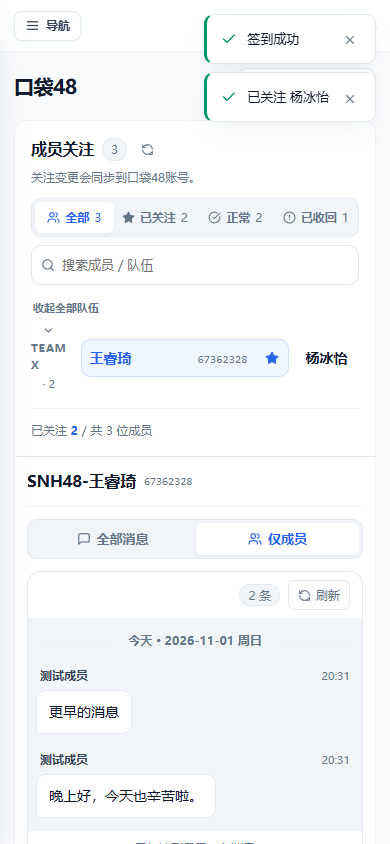 导航
签到成功
口袋48
已关注 杨冰怡
成员关注 3
关注变更会同步到口袋48账号。
全部 3 已关注 2 正常 2 已收回 1
搜索成员 / 队伍
收起全部队伍
TEAM
X
· 2
王睿琦 67362328
杨冰怡
已关注 2 / 共 3 位成员
SNH48-王睿琦 67362328
全部消息 仅成员
2 条 刷新
今天 • 2026-11-01 周日
测试成员 20:31
更早的消息
测试成员 20:31
晚上好，今天也辛苦啦。